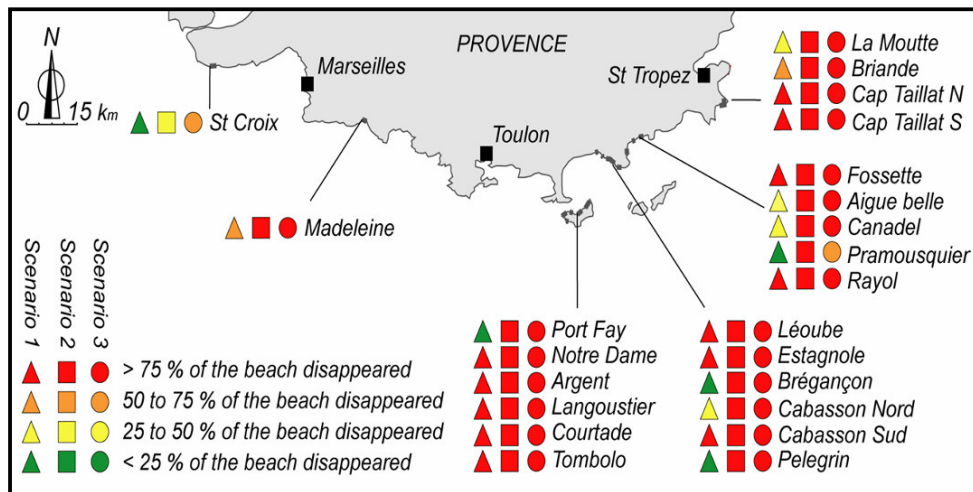 N
0 15 km
PROVENCE
Marseilles
St Tropez
Toulon
St Croix
Madeleine
La Moutte
Briande
Cap Taillat N
Cap Taillat S
Fossette
Aigue belle
Canadel
Pramousquier
Rayol
Port Fay
Notre Dame
Argent
Langoustier
Courtade
Tombolo
Léoube
Estagnole
Brégançon
Cabasson Nord
Cabasson Sud
Pelegrin
Scenario 1
Scenario 2
Scenario 3
> 75 % of the beach disappeared
50 to 75 % of the beach disappeared
25 to 50 % of the beach disappeared
< 25 % of the beach disappeared